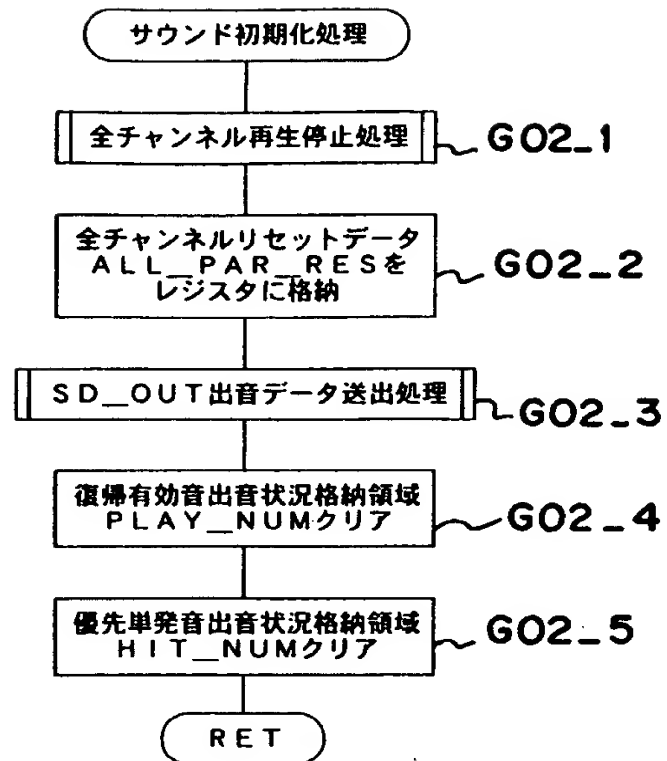 サウンド初期化処理
全チャンネル再生停止処理
G02_1
全チャンネルリセットデータ
ALL__PAR__RESを
レジスタに格納
G02_2
SD__OUT出音データ送出処理
G02_3
復帰有効音出音状況格納領域
PLAY__NUMクリア
G02_4
優先単発音出音状況格納領域
HIT__NUMクリア
G02_5
RET